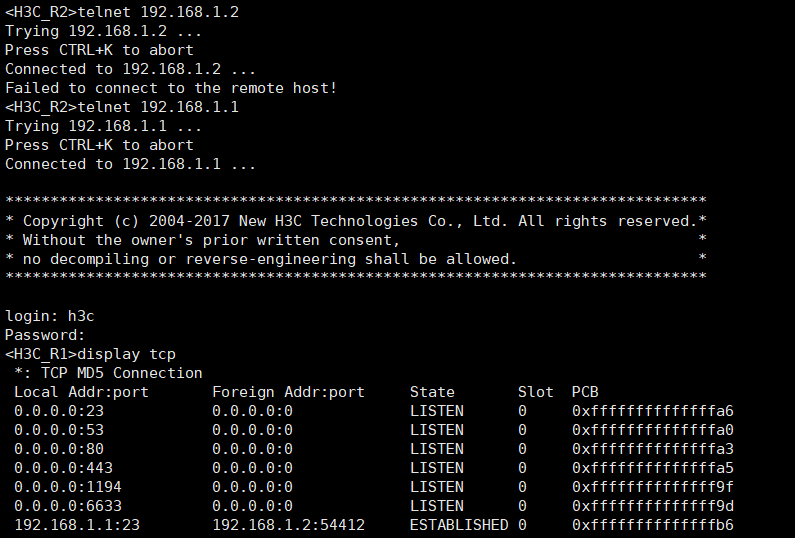 <H3C_R2>telnet 192.168.1.2
Trying 192.168.1.2 ...
Press CTRL+K to abort
Connected to 192.168.1.2 ...
Failed to connect to the remote host!
<H3C_R2>telnet 192.168.1.1
Trying 192.168.1.1 ...
Press CTRL+K to abort
Connected to 192.168.1.1 ...
******************************************************************************
* Copyright (c) 2004-2017 New H3C Technologies Co., Ltd. All rights reserved.*
* Without the owner's prior written consent,                                 *
* no decompiling or reverse-engineering shall be allowed.                    *
******************************************************************************
login: h3c
Password:
<H3C_R1>display tcp
 *: TCP MD5 Connection
 Local Addr:port       Foreign Addr:port     State       Slot  PCB
 0.0.0.0:23            0.0.0.0:0             LISTEN      0     0xffffffffffffffa6
 0.0.0.0:53            0.0.0.0:0             LISTEN      0     0xffffffffffffffa0
 0.0.0.0:80            0.0.0.0:0             LISTEN      0     0xffffffffffffffa3
 0.0.0.0:443           0.0.0.0:0             LISTEN      0     0xffffffffffffffa5
 0.0.0.0:1194          0.0.0.0:0             LISTEN      0     0xffffffffffffff9f
 0.0.0.0:6633          0.0.0.0:0             LISTEN      0     0xffffffffffffff9d
 192.168.1.1:23        192.168.1.2:54412     ESTABLISHED 0     0xffffffffffffffb6